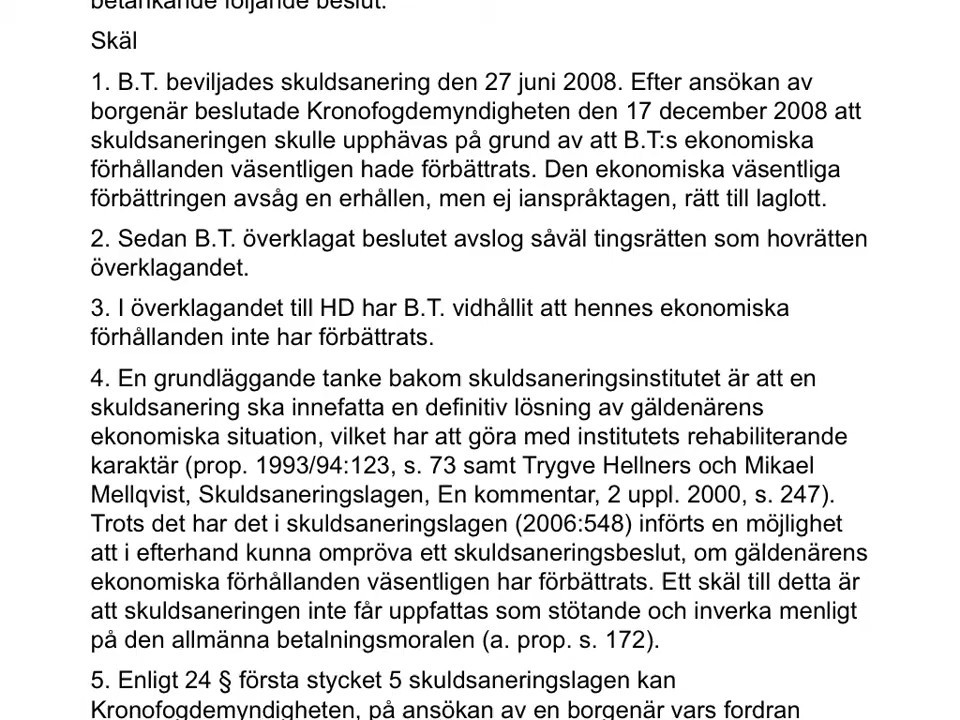 betänkande följande beslut.
Skäl
1. B.T. beviljades skuldsanering den 27 juni 2008. Efter ansökan av
borgenär beslutade Kronofogdemyndigheten den 17 december 2008 att
skuldsaneringen skulle upphävas på grund av att B.T:s ekonomiska
förhållanden väsentligen hade förbättrats. Den ekonomiska väsentliga
förbättringen avsåg en erhållen, men ej ianspråktagen, rätt till laglott.
2. Sedan B.T. överklagat beslutet avslog såväl tingsrätten som hovrätten
överklagandet.
3. I överklagandet till HD har B.T. vidhållit att hennes ekonomiska
förhållanden inte har förbättrats.
4. En grundläggande tanke bakom skuldsaneringsinstitutet är att en
skuldsanering ska innefatta en definitiv lösning av gäldenärens
ekonomiska situation, vilket har att göra med institutets rehabiliterande
karaktär (prop. 1993/94:123, s. 73 samt Trygve Hellners och Mikael
Mellqvist, Skuldsaneringslagen, En kommentar, 2 uppl. 2000, s. 247).
Trots det har det i skuldsaneringslagen (2006:548) införts en möjlighet
att i efterhand kunna ompröva ett skuldsaneringsbeslut, om gäldenärens
ekonomiska förhållanden väsentligen har förbättrats. Ett skäl till detta är
att skuldsaneringen inte får uppfattas som stötande och inverka menligt
på den allmänna betalningsmoralen (a. prop. s. 172).
5. Enligt 24 § första stycket 5 skuldsaneringslagen kan
Kronofogdemyndigheten, på ansökan av en borgenär vars fordran